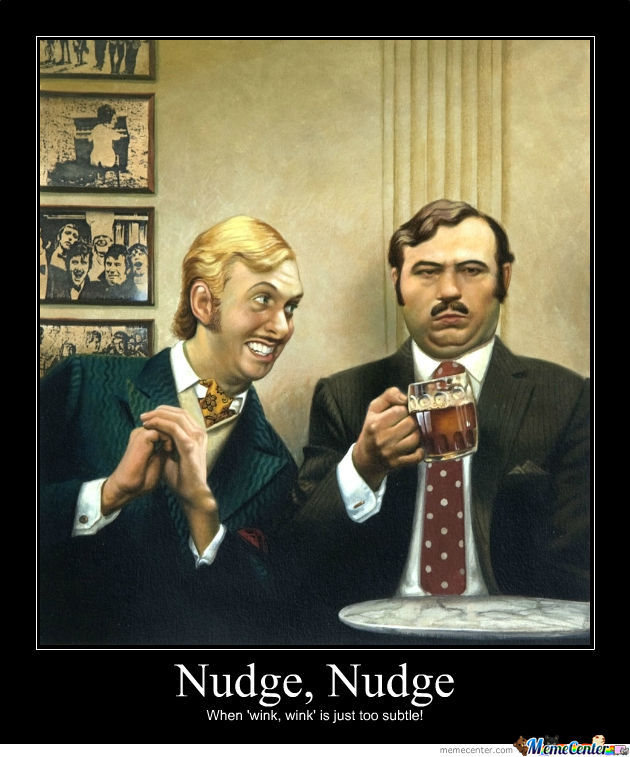 Nudge, Nudge
When 'wink, wink' is just too subtle!
memecenter.com MemeCenter